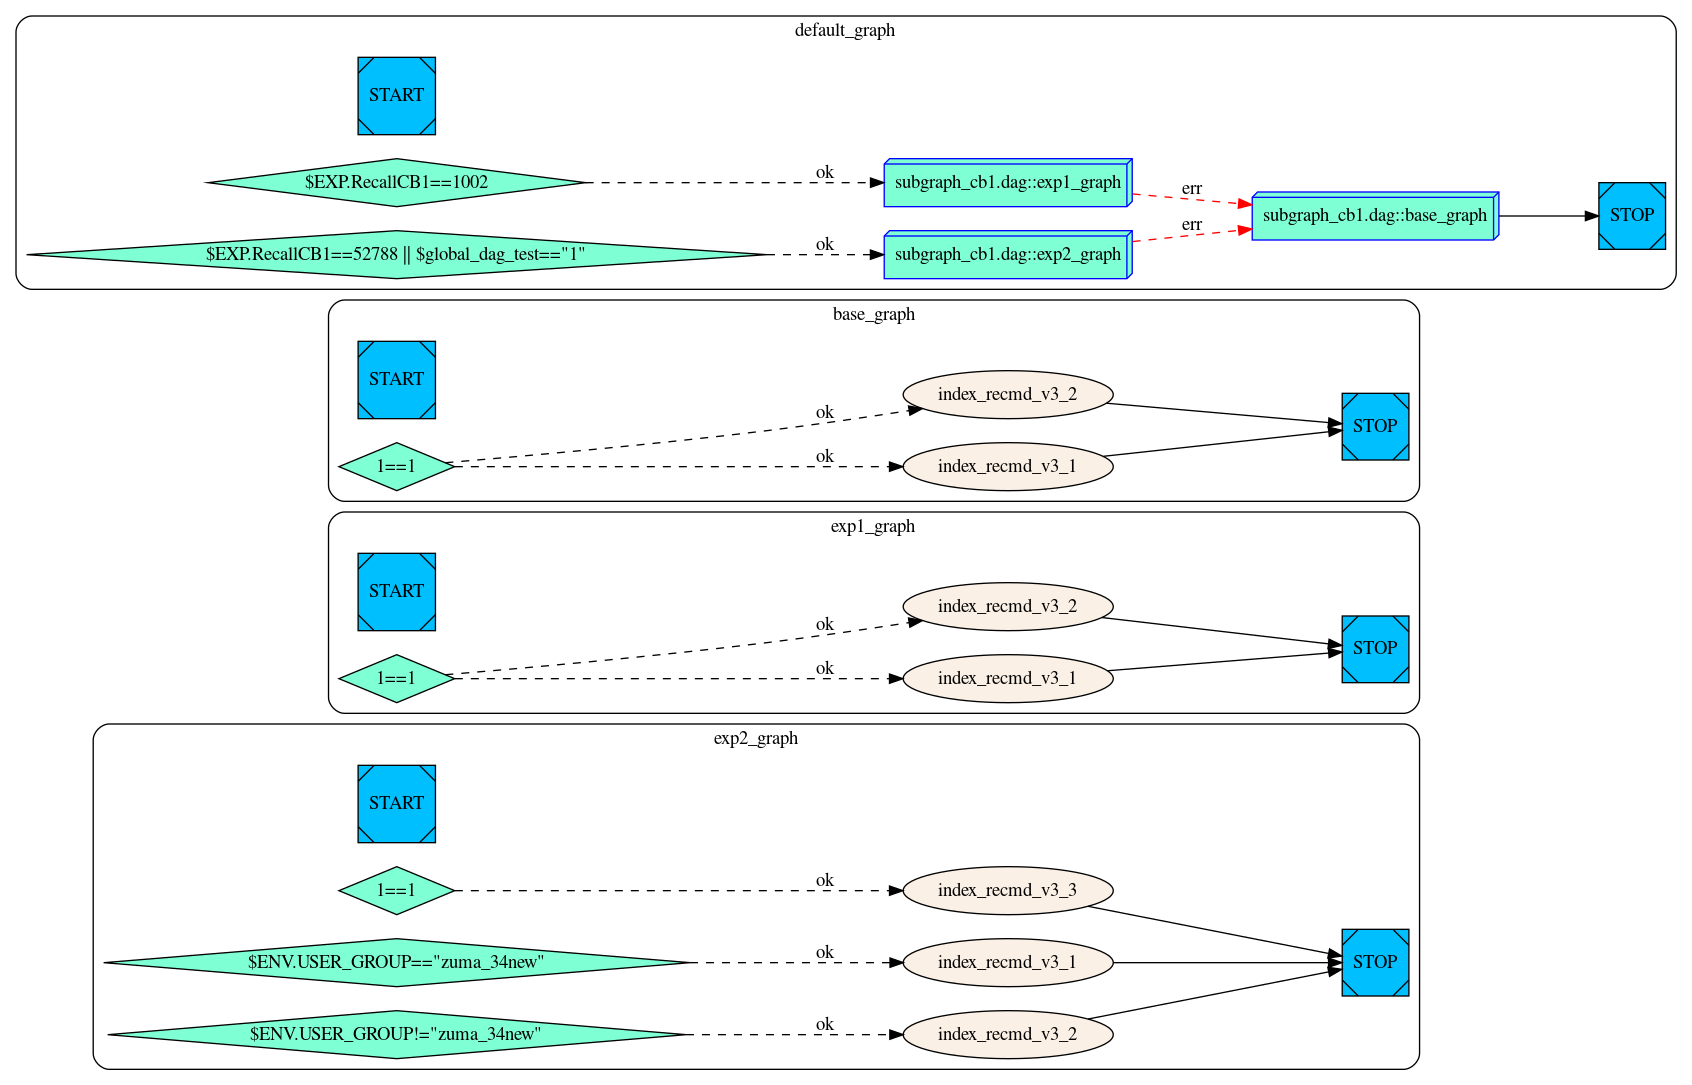 default_graph
START
$EXP.RecallCB1==1002
ok
subgraph_cb1.dag::exp1_graph
err
subgraph_cb1.dag::base_graph
STOP
$EXP.RecallCB1==52788 || $global_dag_test=="1"
ok
subgraph_cb1.dag::exp2_graph
err
base_graph
START
1==1
ok
index_recmd_v3_2
ok
index_recmd_v3_1
STOP
exp1_graph
START
1==1
ok
index_recmd_v3_2
ok
index_recmd_v3_1
STOP
exp2_graph
START
1==1
ok
index_recmd_v3_3
$ENV.USER_GROUP=="zuma_34new"
ok
index_recmd_v3_1
STOP
$ENV.USER_GROUP!="zuma_34new"
ok
index_recmd_v3_2